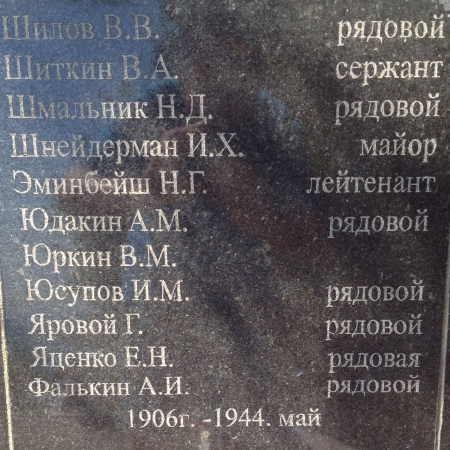 Шилов В.В. рядовой
Шиткин В.А. сержант
Шмальник Н.Д. рядовой
Шнейдерман И.Х. майор
Эминбейш Н.Г. лейтенант
Юдакин А.М. рядовой
Юркин В.М.
Юсупов И.М. рядовой
Яровой Г. рядовой
Яценко Е.Н. рядовая
Фалькин А.И. рядовой
1906г. -1944. май